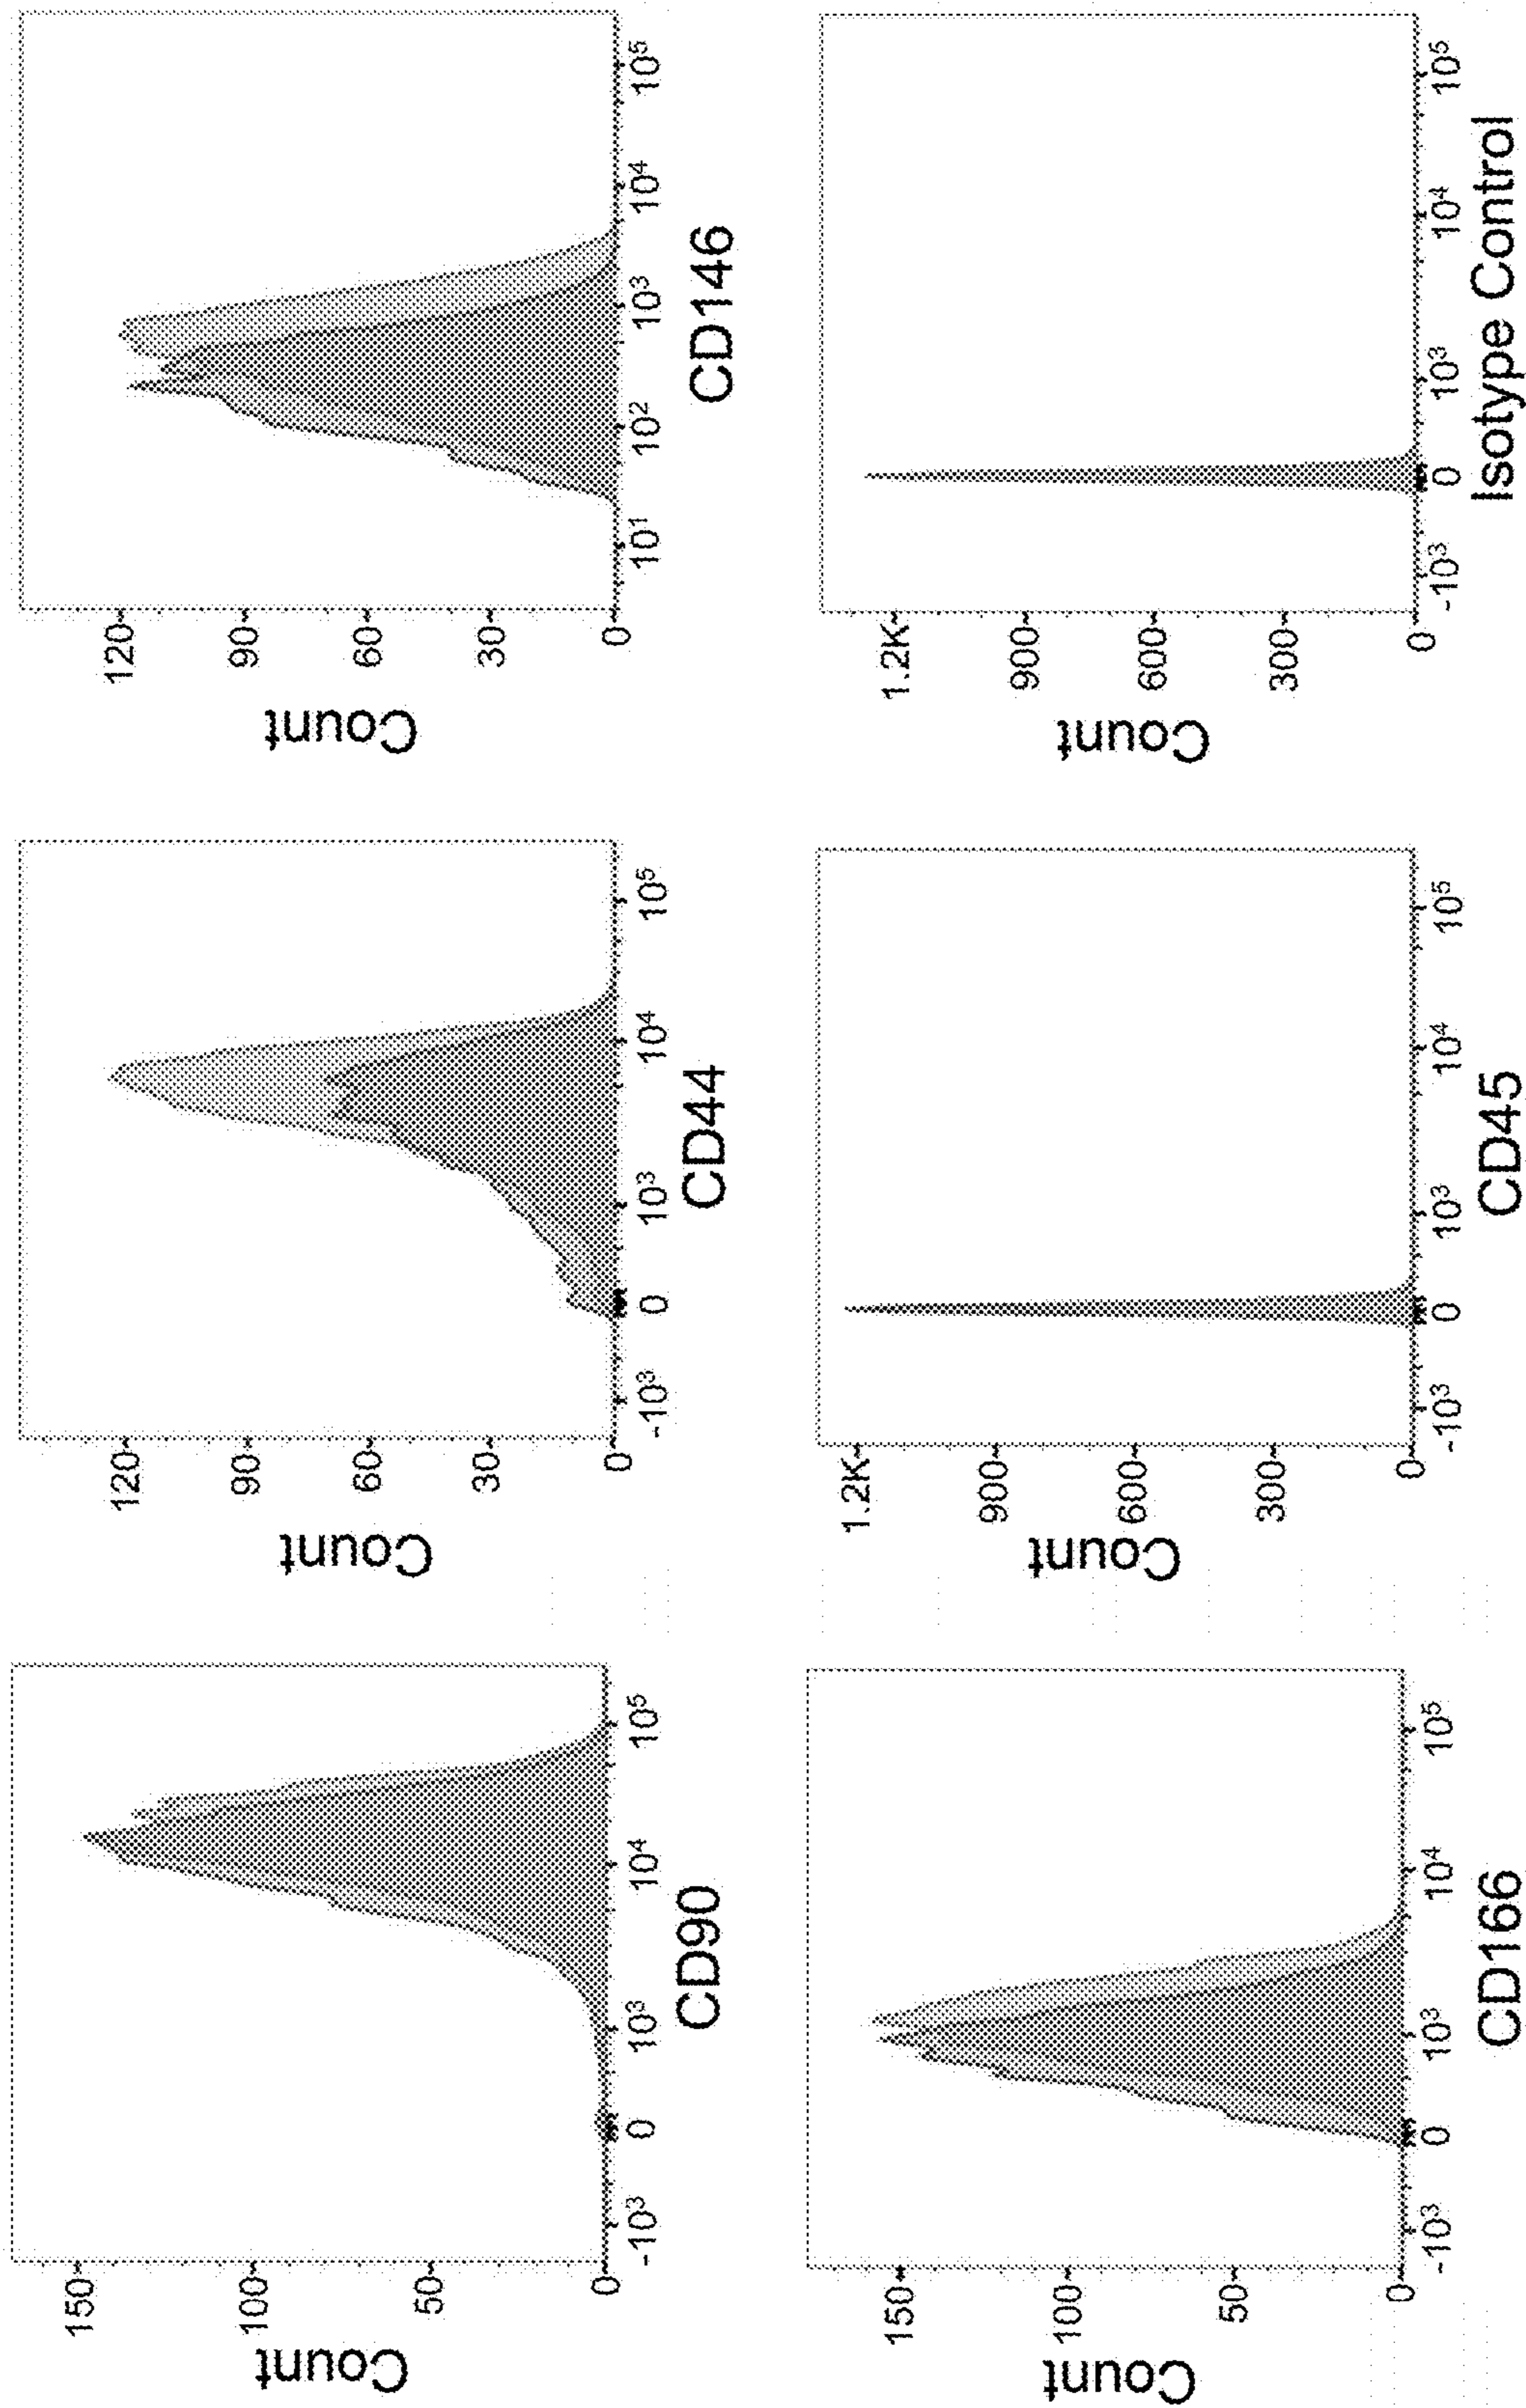 Count
150
100
50
0
-10³ 0 10³ 10⁴ 10⁵
CD90
Count
120
90
60
30
0
-10³ 0 10³ 10⁴ 10⁵
CD44
Count
120
90
60
30
0
10¹ 10² 10³ 10⁴ 10⁵
CD146
Count
150
100
50
0
-10³ 0 10³ 10⁴ 10⁵
CD166
Count
1.2K
900
600
300
0
-10³ 0 10³ 10⁴ 10⁵
CD45
Count
1.2K
900
600
300
0
-10³ 0 10³ 10⁴ 10⁵
Isotype Control